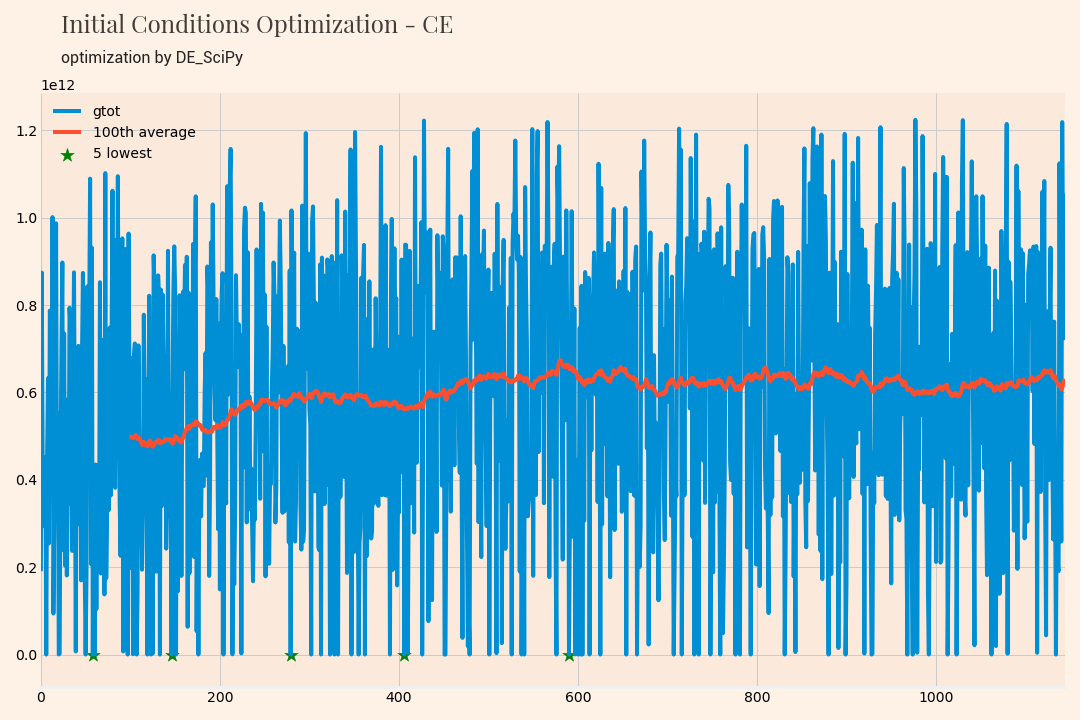 Initial Conditions Optimization - CE
optimization by DE_SciPy
1e12
gtot
100th average
5 lowest
1.2
1.0
0.8
0.6
0.4
0.2
0.0
0 200 400 600 800 1000